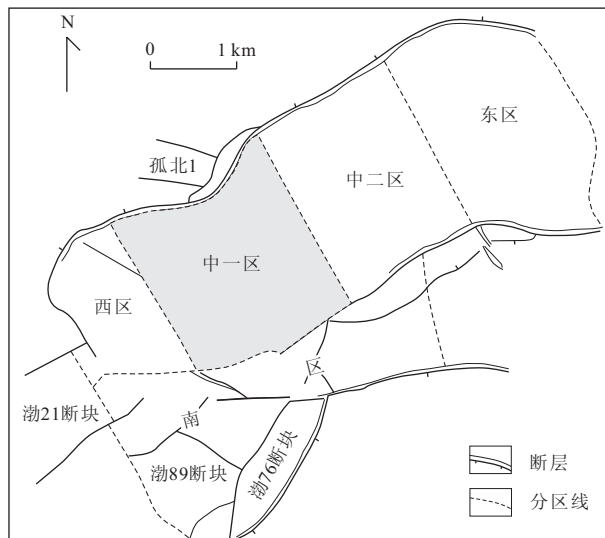 N
0 1 km
东区
孤北1
中二区
中一区
西区
区
南
渤21断块
渤89断块
渤76断块
断层
分区线